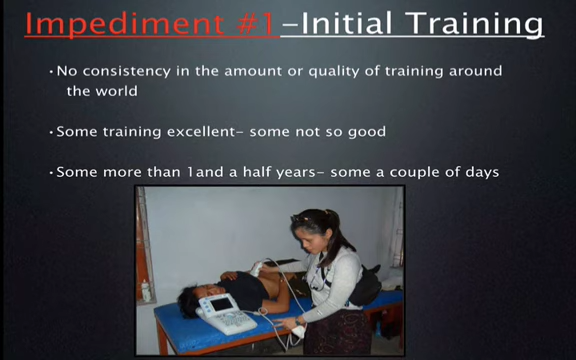 Impediment #1-Initial Training
•No consistency in the amount or quality of training around
the world
•Some training excellent- some not so good
•Some more than 1and a half years- some a couple of days